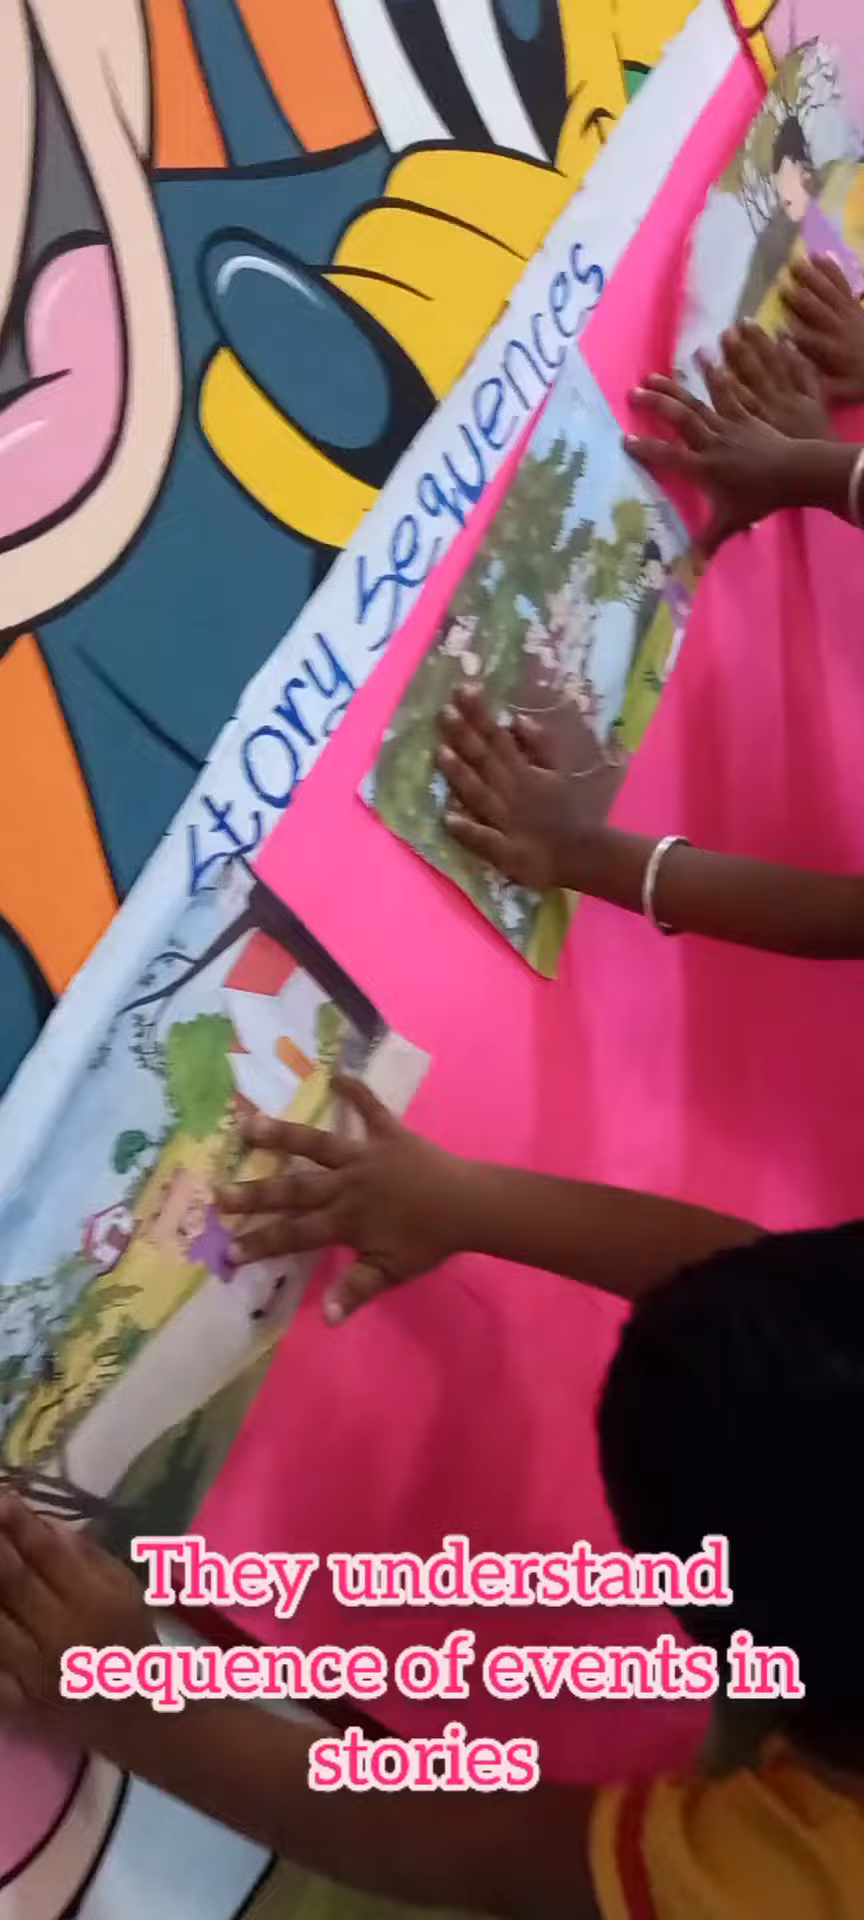 Story Sequences
They understand
sequence of events in
stories